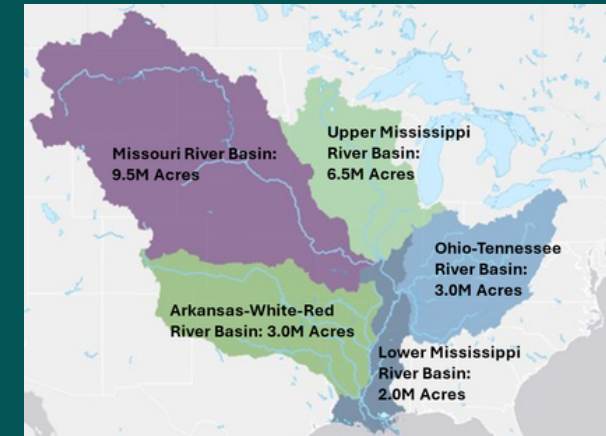 Upper Mississippi
River Basin:
6.5M Acres
Missouri River Basin:
9.5M Acres
Ohio-Tennessee
River Basin:
3.0M Acres
Arkansas-White-Red
River Basin: 3.0M Acres
Lower Mississippi
River Basin:
2.0M Acres